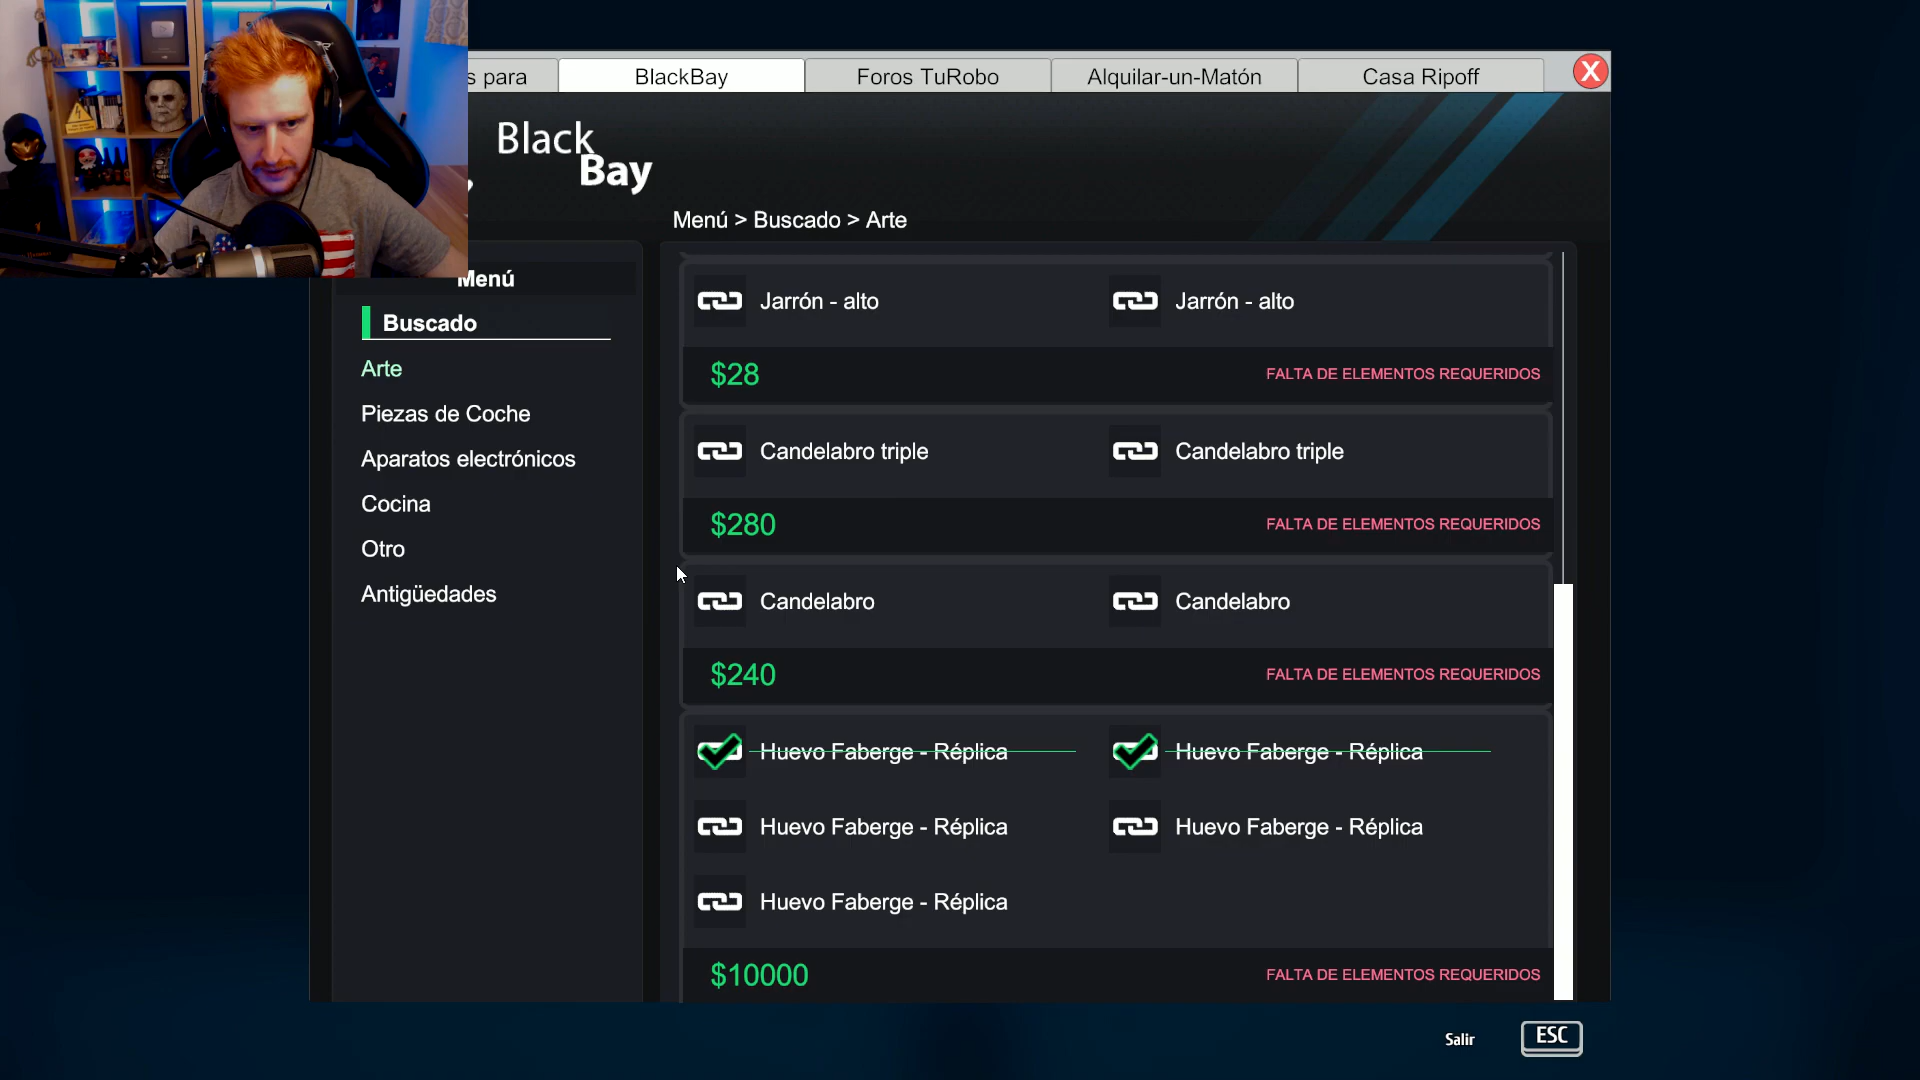 s para
BlackBay
Foros TuRobo
Alquilar-un-Matón
Casa Ripoff
X
Black
Bay
Menú > Buscado > Arte
Menú
Buscado
Arte
Piezas de Coche
Aparatos electrónicos
Cocina
Otro
Antigüedades
Jarrón - alto
Jarrón - alto
$28
FALTA DE ELEMENTOS REQUERIDOS
Candelabro triple
Candelabro triple
$280
FALTA DE ELEMENTOS REQUERIDOS
Candelabro
Candelabro
$240
FALTA DE ELEMENTOS REQUERIDOS
Huevo Faberge - Réplica
Huevo Faberge - Réplica
Huevo Faberge - Réplica
Huevo Faberge - Réplica
Huevo Faberge - Réplica
$10000
FALTA DE ELEMENTOS REQUERIDOS
Salir
ESC